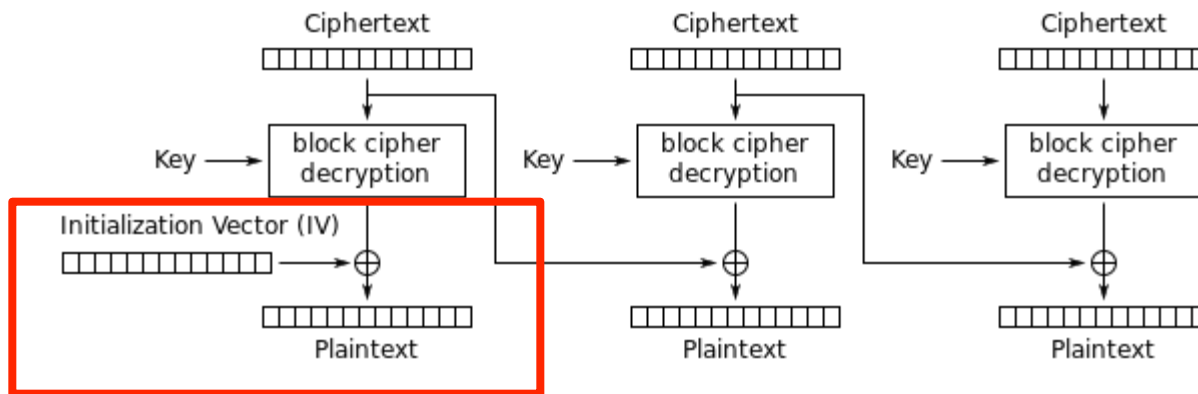 Ciphertext
Ciphertext
Ciphertext
Key
block cipher
decryption
Key
block cipher
decryption
Key
block cipher
decryption
Initialization Vector (IV)
Plaintext
Plaintext
Plaintext